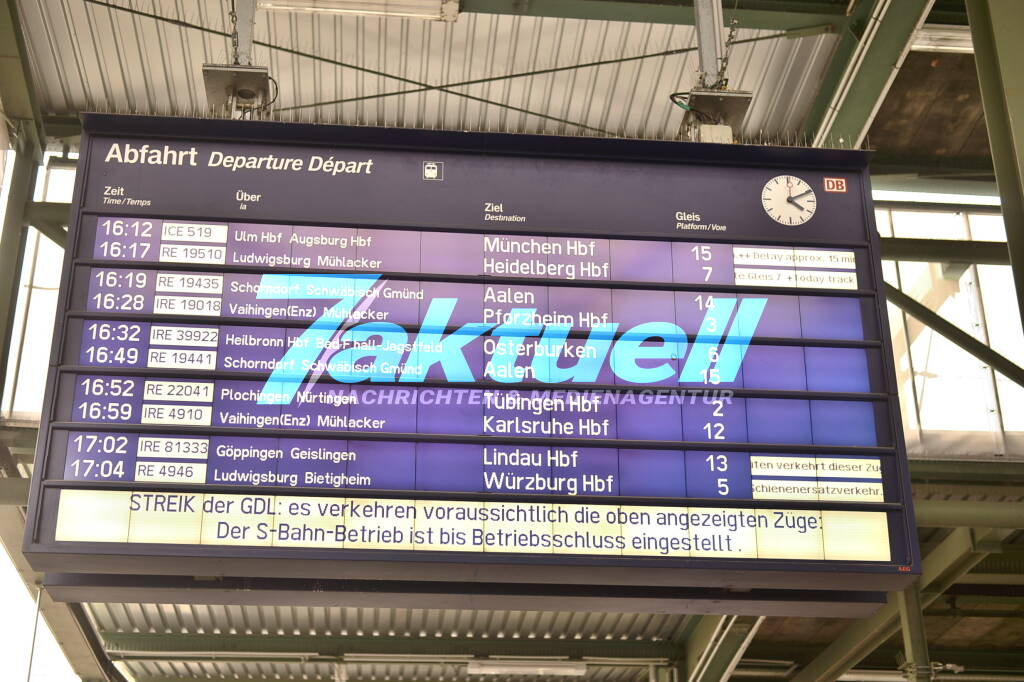 Abfahrt Departure Départ
DB
Zeit Über Ziel Gleis
Time/Temps ia Destination Platform/Voie
16:12 ICE 519 Ulm Hbf Augsburg Hbf München Hbf 15 ++ Delay approx. 15 min
16:17 RE 19510 Ludwigsburg Mühlacker Heidelberg Hbf 7 te Gleis 7 +Today track
16:19 RE 19435 Schorndorf Schwäbisch Gmünd Aalen 14
16:28 IRE 19018 Vaihingen(Enz) Mühlacker Pforzheim Hbf 3
16:32 IRE 39922 Heilbronn Hbf Bad F.hall-Jagstfeld Osterburken 6
16:49 RE 19441 Schorndorf Schwäbisch Gmünd Aalen 15
16:52 RE 22041 Plochingen Nürtingen Tübingen Hbf 2
16:59 IRE 4910 Vaihingen(Enz) Mühlacker Karlsruhe Hbf 12
17:02 IRE 81333 Göppingen Geislingen Lindau Hbf 13 uten verkehrt dieser Zu
17:04 RE 4946 Ludwigsburg Bietigheim Würzburg Hbf 5 schienenersatzverkehr.
STREIK der GDL: es verkehren voraussichtlich die oben angezeigten Züge:
Der S-Bahn-Betrieb ist bis Betriebsschluss eingestellt .
AEG
7aktuell
NACHRICHTEN & MEDIENAGENTUR